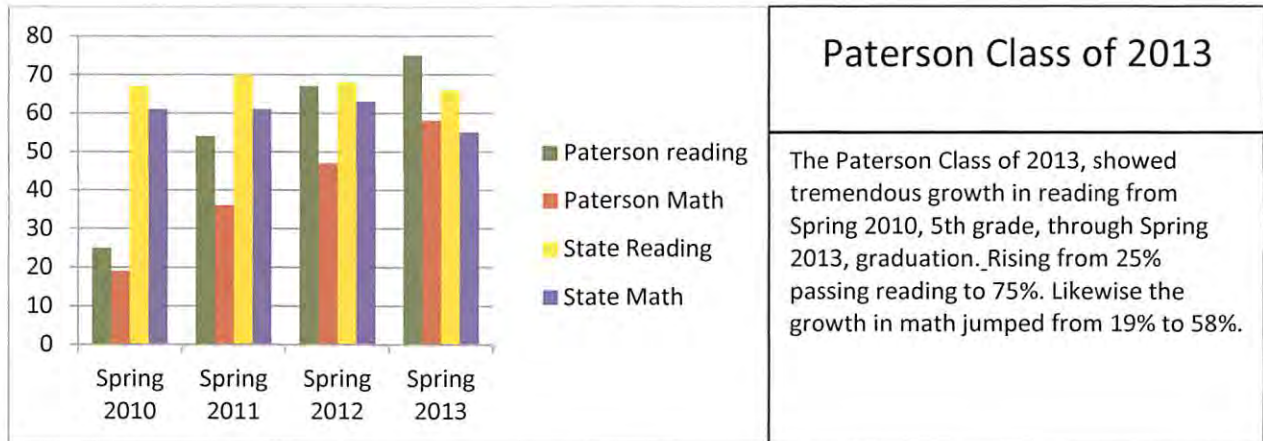 80
70
60
50
40
30
20
10
0
Spring
2010
Spring
2011
Spring
2012
Spring
2013
Paterson reading
Paterson Math
State Reading
State Math
Paterson Class of 2013
The Paterson Class of 2013, showed
tremendous growth in reading from
Spring 2010, 5th grade, through Spring
2013, graduation._Rising from 25%
passing reading to 75%. Likewise the
growth in math jumped from 19% to 58%.